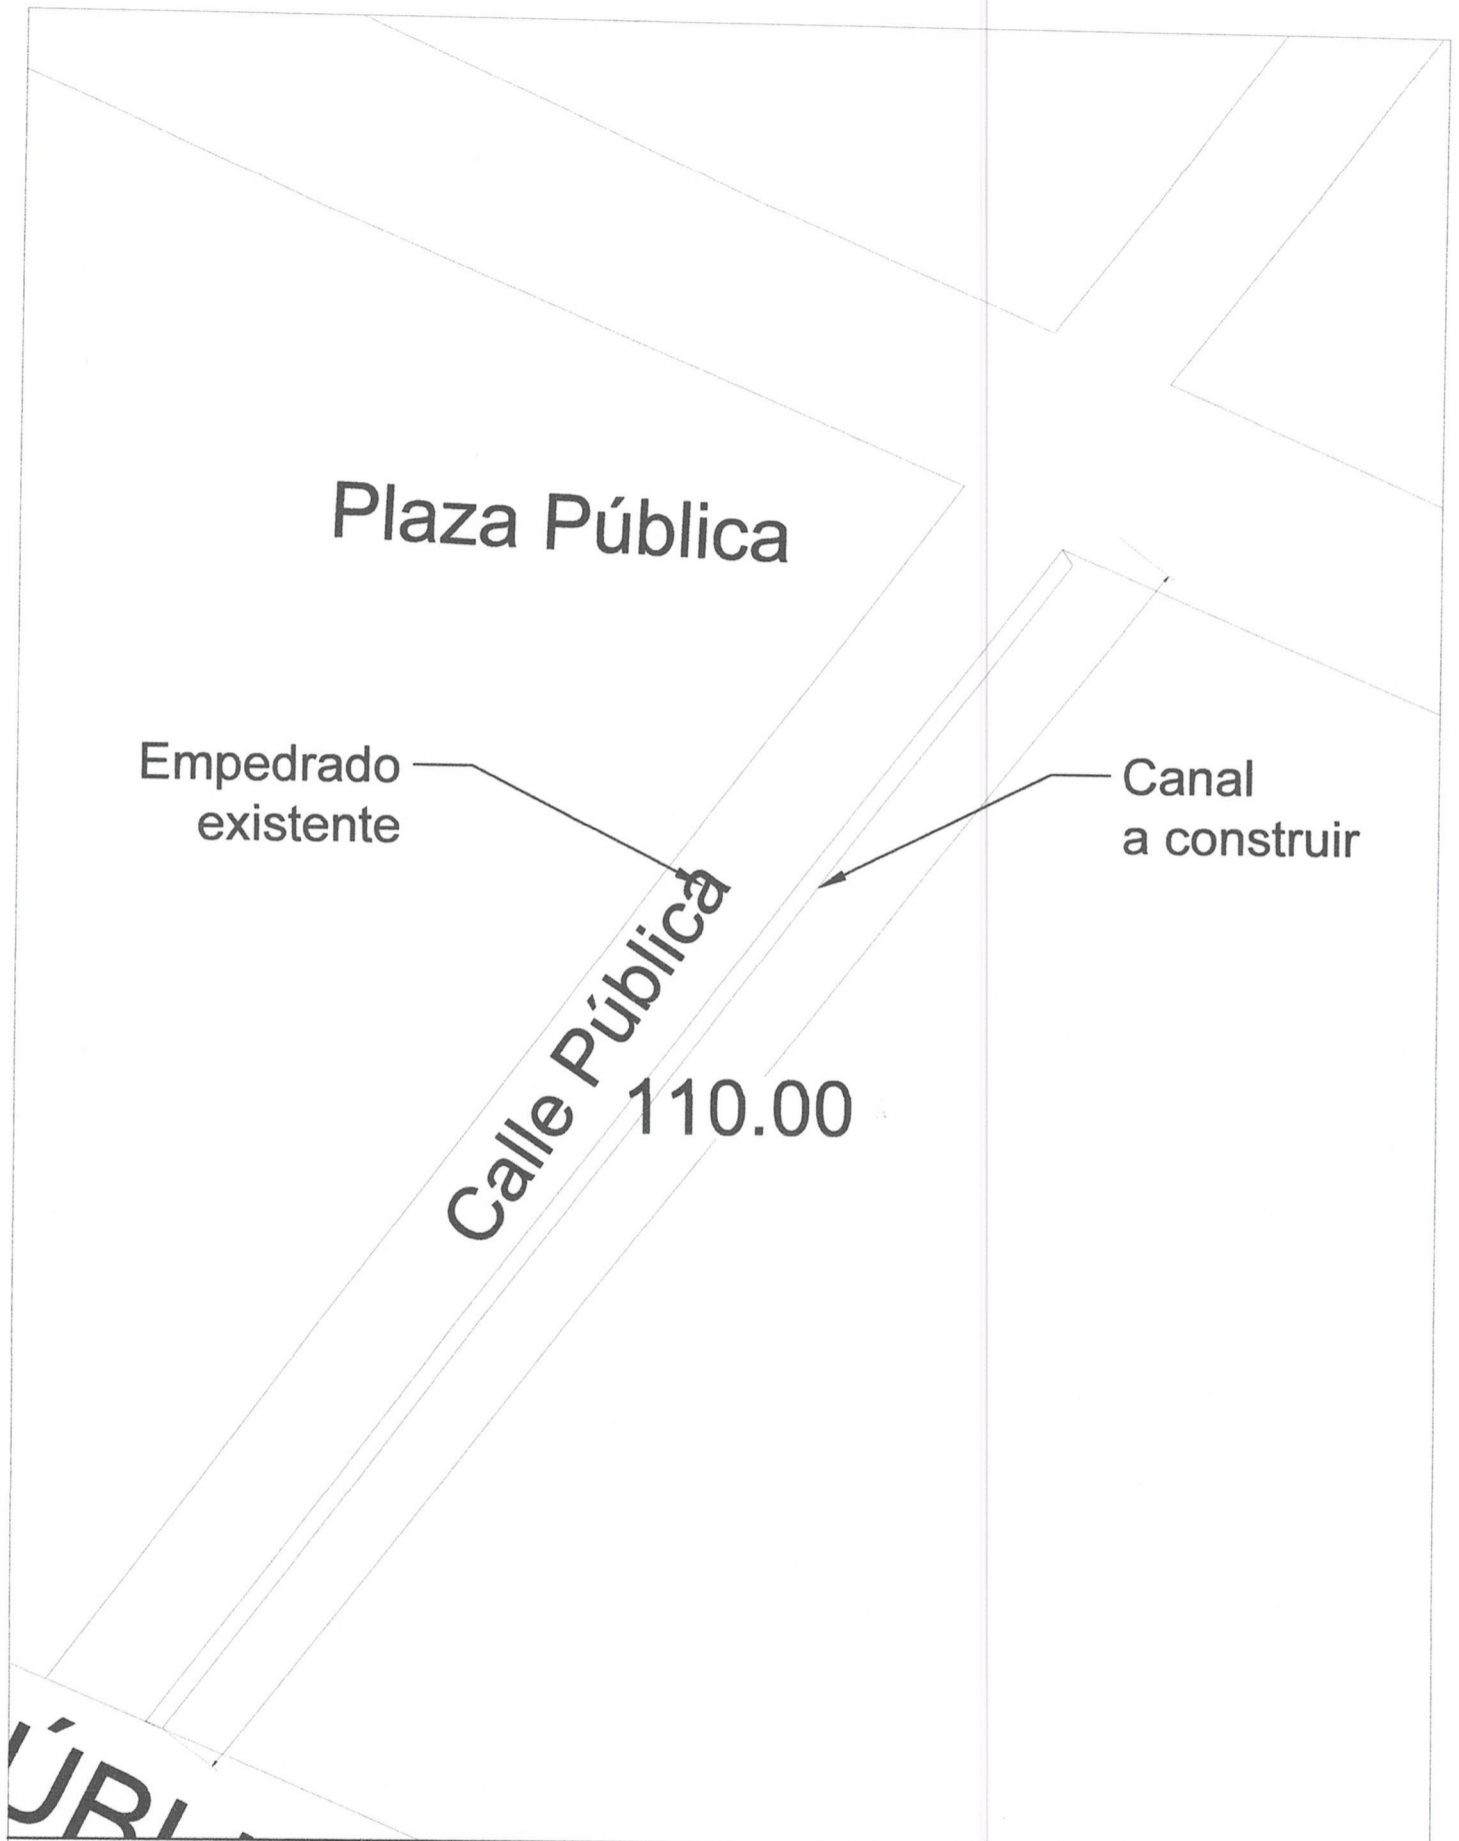 Plaza Pública
Empedrado
existente
Canal
a construir
Calle Pública
110.00